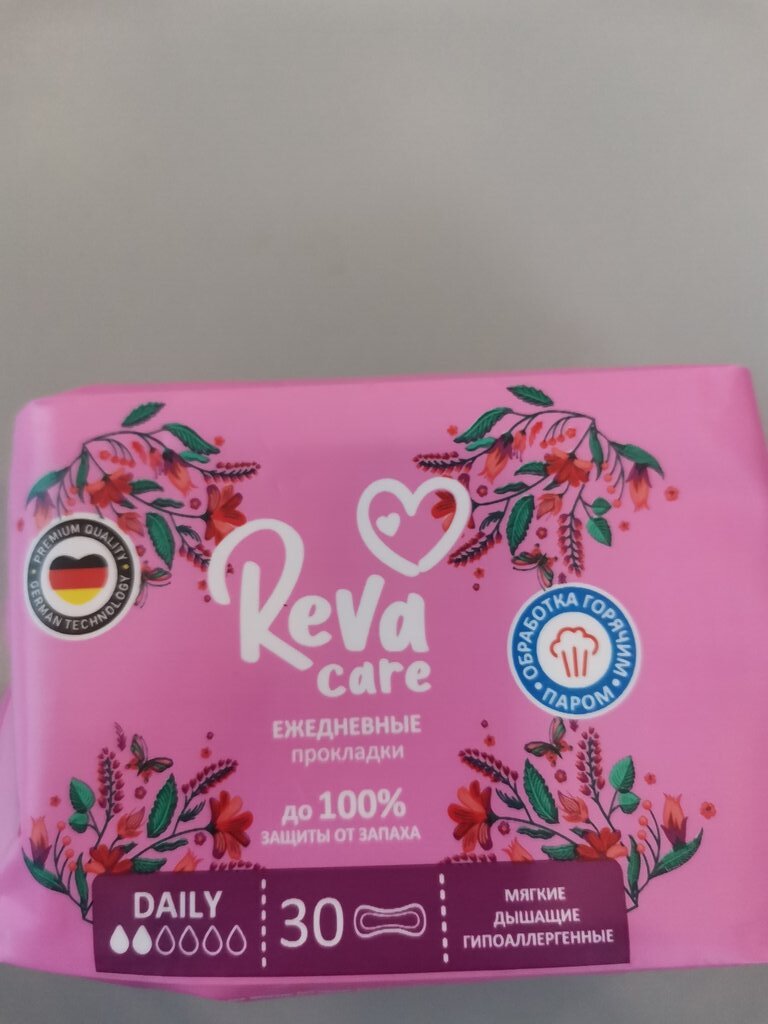 PREMIUM QUALITY
GERMAN TECHNOLOGY
Reva
care
ОБРАБОТКА ГОРЯЧИМ
ПАРОМ
ЕЖЕДНЕВНЫЕ
прокладки
до 100%
ЗАЩИТЫ ОТ ЗАПАХА
DAILY
30
МЯГКИЕ
ДЫШАЩИЕ
ГИПОАЛЛЕРГЕННЫЕ